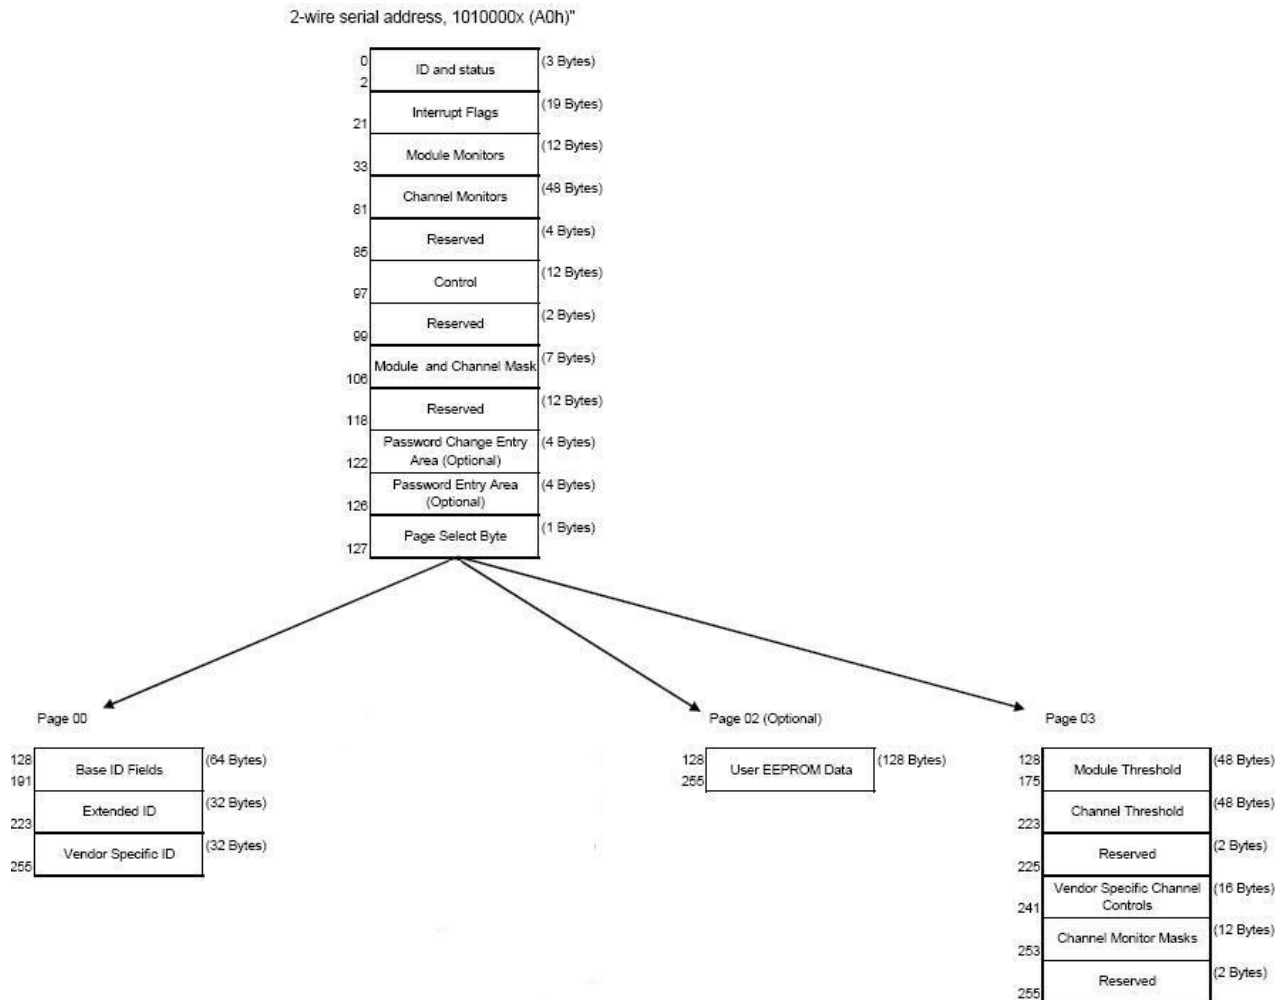 2-wire serial address, 1010000x (A0h)"
0
ID and status
(3 Bytes)
2
Interrupt Flags
(19 Bytes)
21
Module Monitors
(12 Bytes)
33
Channel Monitors
(48 Bytes)
81
Reserved
(4 Bytes)
85
Control
(12 Bytes)
97
Reserved
(2 Bytes)
99
Module and Channel Mask
(7 Bytes)
106
Reserved
(12 Bytes)
118
Password Change Entry
Area (Optional)
(4 Bytes)
122
Password Entry Area
(Optional)
(4 Bytes)
126
Page Select Byte
(1 Bytes)
127
Page 00
128
Base ID Fields
(64 Bytes)
191
Extended ID
(32 Bytes)
223
Vendor Specific ID
(32 Bytes)
255
Page 02 (Optional)
128
User EEPROM Data
(128 Bytes)
255
Page 03
128
Module Threshold
(48 Bytes)
175
Channel Threshold
(48 Bytes)
223
Reserved
(2 Bytes)
225
Vendor Specific Channel
Controls
(16 Bytes)
241
Channel Monitor Masks
(12 Bytes)
253
Reserved
(2 Bytes)
255